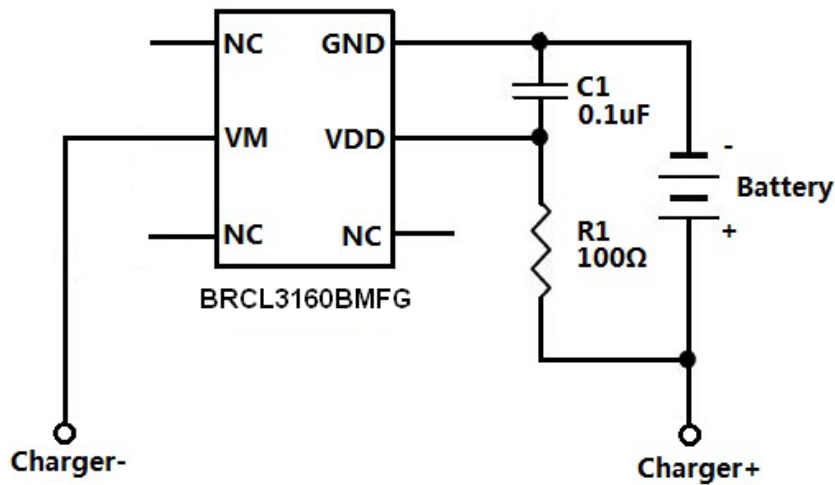 NC GND
C1
0.1uF
VM VDD
-
Battery
+
NC NC
R1
100Ω
BRCL3160BMFG
Charger-
Charger+